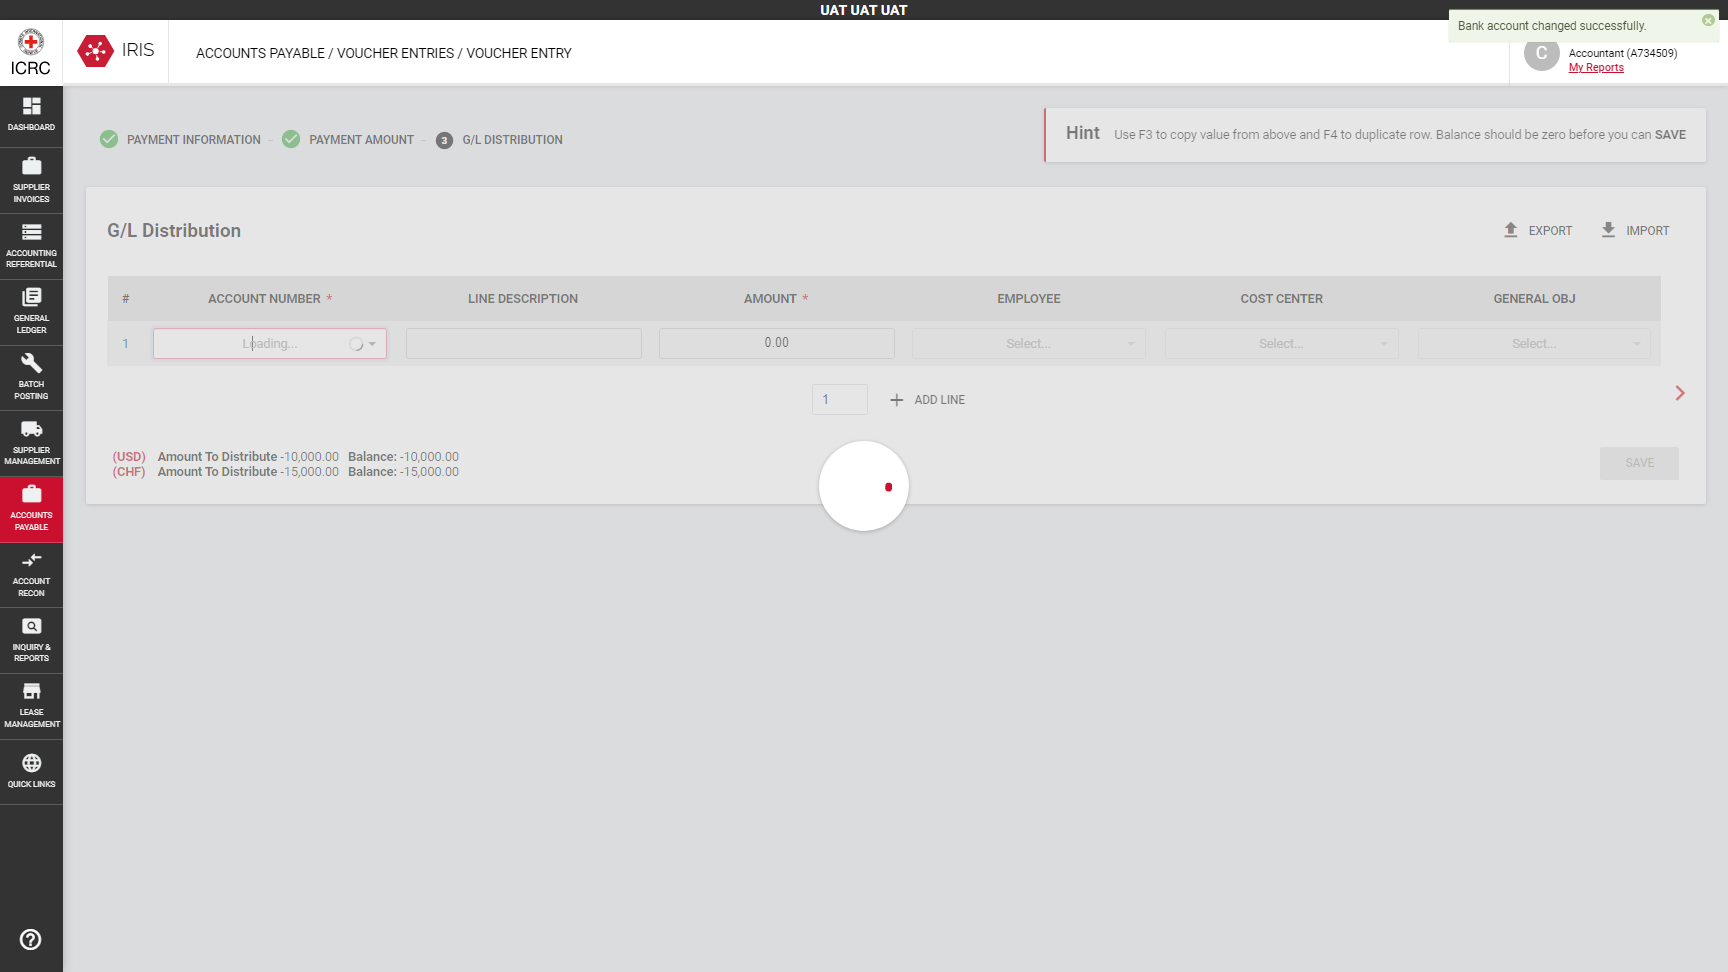 UAT UAT UAT
Bank account changed successfully.
ICRC
IRIS
ACCOUNTS PAYABLE / VOUCHER ENTRIES / VOUCHER ENTRY
C
Accountant (A734509)
My Reports
DASHBOARD
SUPPLIER
INVOICES
ACCOUNTING
REFERENTIAL
GENERAL
LEDGER
BATCH
POSTING
SUPPLIER
MANAGEMENT
ACCOUNTS
PAYABLE
ACCOUNT
RECON
INQUIRY &
REPORTS
LEASE
MANAGEMENT
QUICK LINKS
PAYMENT INFORMATION - PAYMENT AMOUNT - 3 G/L DISTRIBUTION
Hint Use F3 to copy value from above and F4 to duplicate row. Balance should be zero before you can SAVE
G/L Distribution
EXPORT IMPORT
# ACCOUNT NUMBER * LINE DESCRIPTION AMOUNT * EMPLOYEE COST CENTER GENERAL OBJ
1 Loading... 0.00 Select... Select... Select...
1 ADD LINE
(USD) Amount To Distribute -10,000.00 Balance: -10,000.00
(CHF) Amount To Distribute -15,000.00 Balance: -15,000.00
SAVE